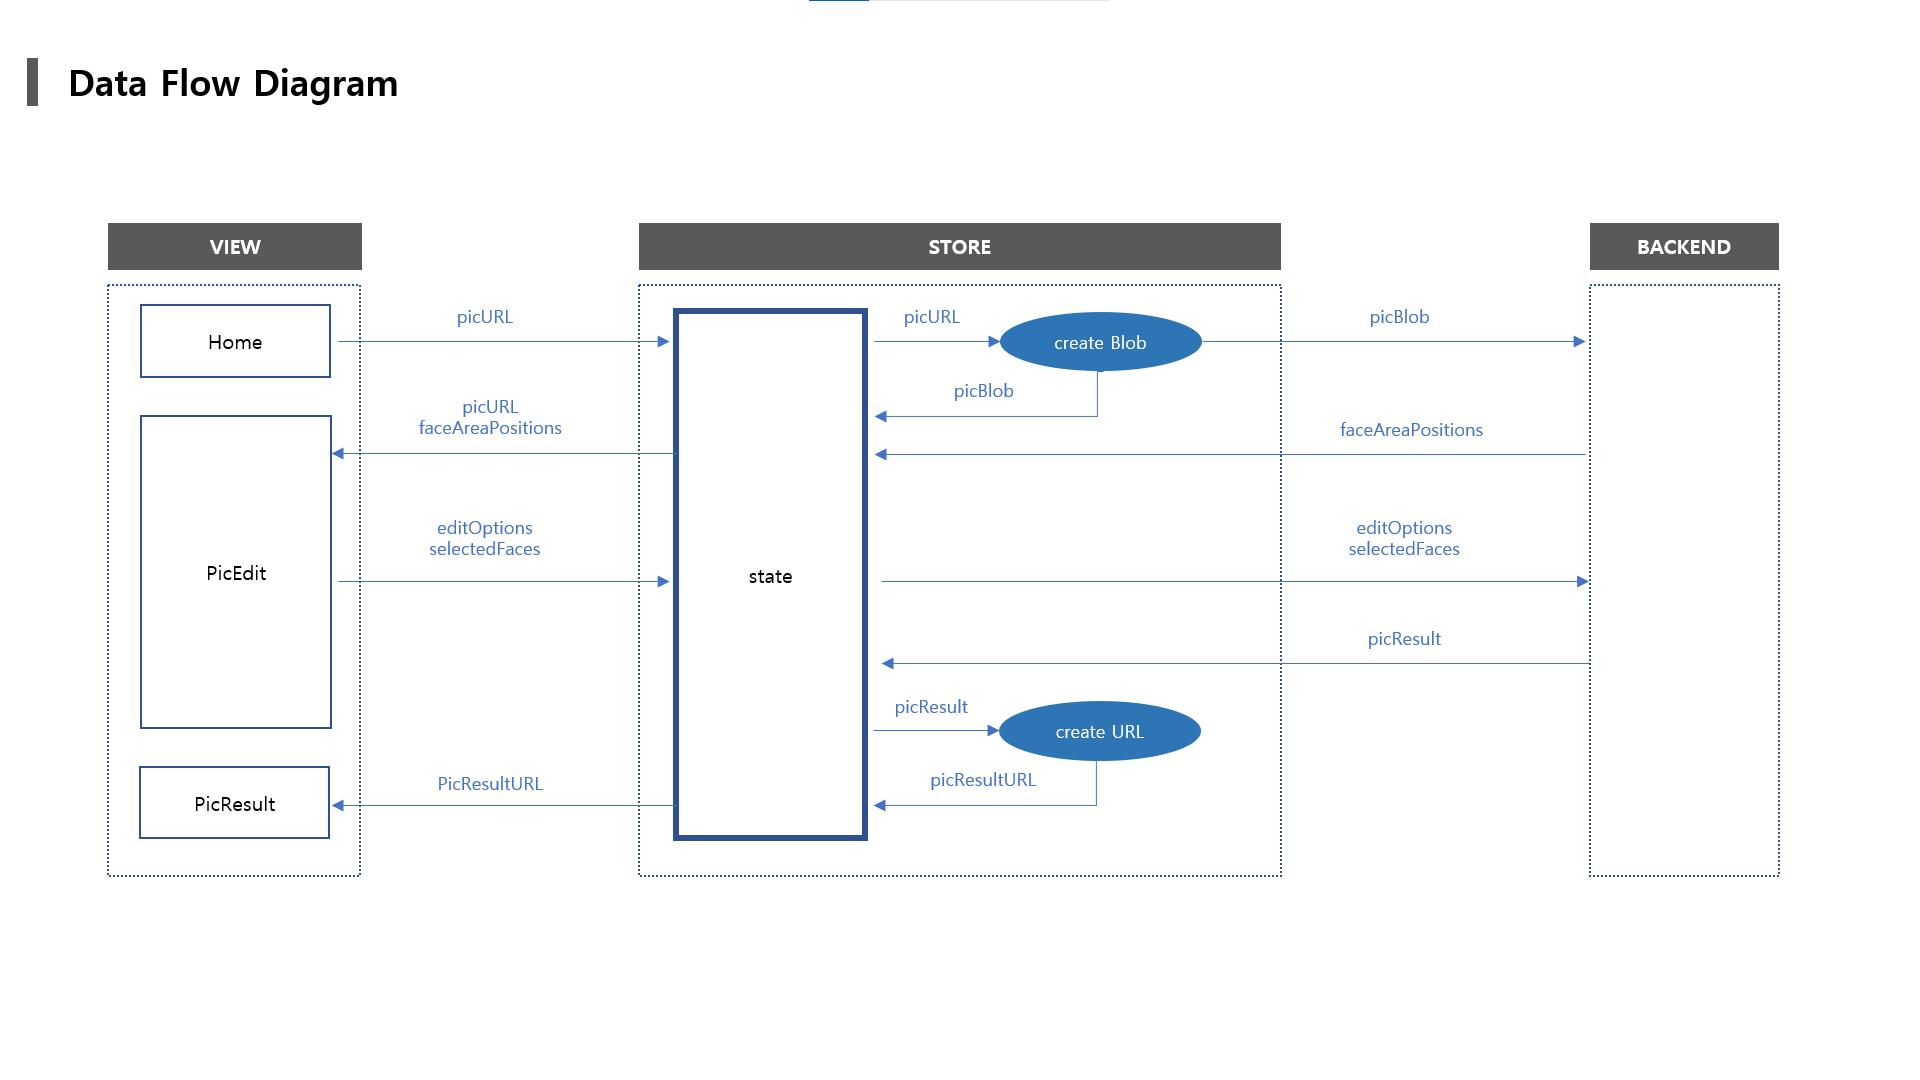 Data Flow Diagram
VIEW
STORE
BACKEND
Home
picURL
picURL
create Blob
picBlob
picBlob
picURL
faceAreaPositions
faceAreaPositions
editOptions
selectedFaces
editOptions
selectedFaces
PicEdit
state
picResult
picResult
create URL
PicResult
PicResultURL
picResultURL